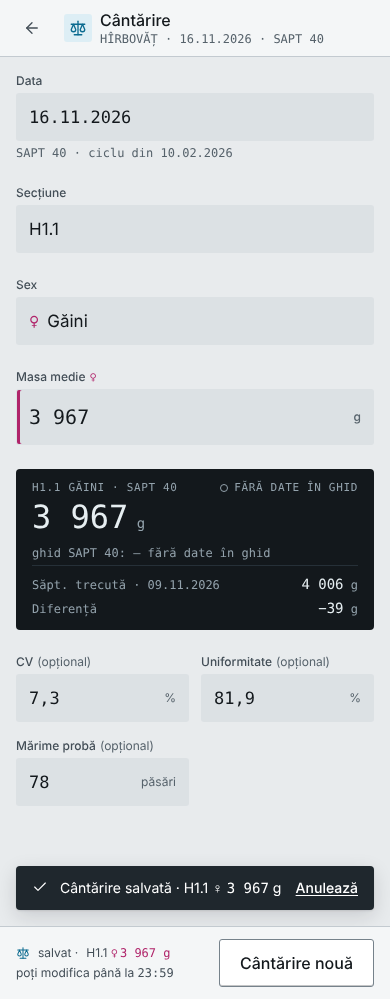 Cântărire
HÎRBOVĂȚ · 16.11.2026 · SAPT 40
Data
16.11.2026
SAPT 40 · ciclu din 10.02.2026
Secțiune
H1.1
Sex
♀ Găini
Masa medie ♀
3 967 g
H1.1 GĂINI · SAPT 40 ○ FĂRĂ DATE ÎN GHID
3 967 g
ghid SAPT 40: — fără date în ghid
Săpt. trecută · 09.11.2026 4 006 g
Diferență −39 g
CV (opțional) Uniformitate (opțional)
7,3 % 81,9 %
Mărime probă (opțional)
78 păsări
Cântărire salvată · H1.1 ♀ 3 967 g Anulează
salvat · H1.1 ♀ 3 967 g
poți modifica până la 23:59
Cântărire nouă